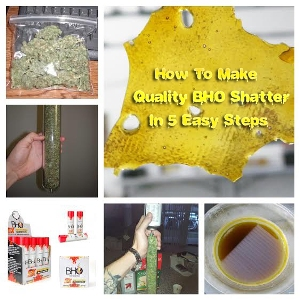 How To Make
Quality BHO Shatter
In 5 Easy Steps
BHO